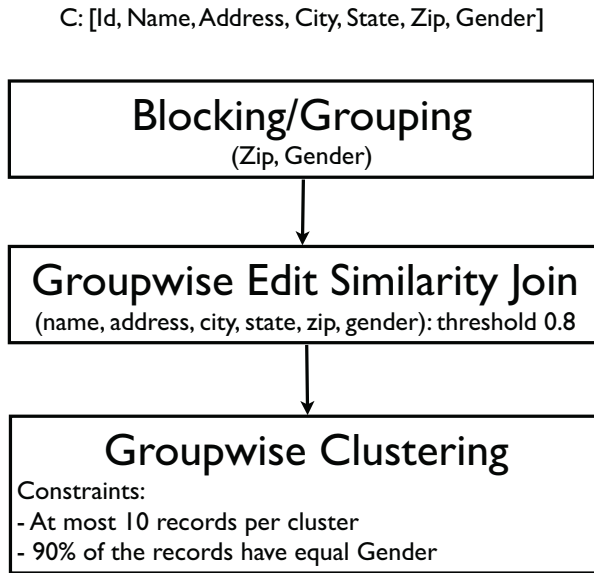 C: [Id, Name, Address, City, State, Zip, Gender]
Blocking/Grouping
(Zip, Gender)
Groupwise Edit Similarity Join
(name, address, city, state, zip, gender): threshold 0.8
Groupwise Clustering
Constraints:
- At most 10 records per cluster
- 90% of the records have equal Gender